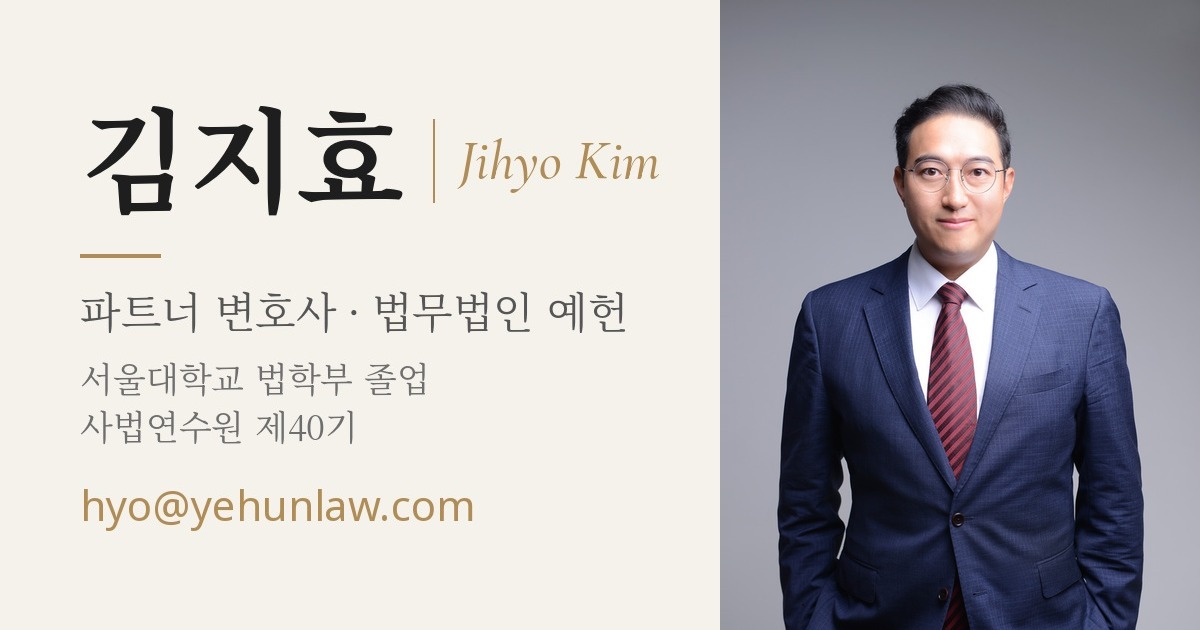 김지효 Jihyo Kim
파트너 변호사 · 법무법인 예헌
서울대학교 법학부 졸업
사법연수원 제40기
hyo@yehunlaw.com